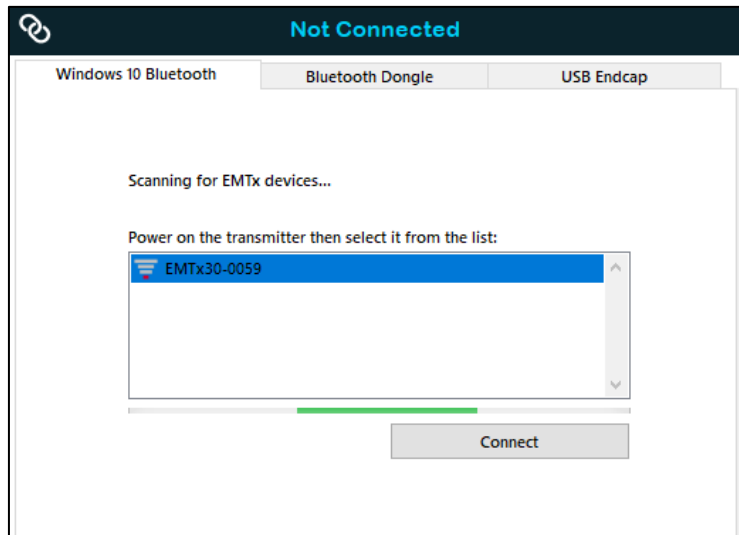 Not Connected
Windows 10 Bluetooth
Bluetooth Dongle
USB Endcap
Scanning for EMTx devices...
Power on the transmitter then select it from the list:
EMTx30-0059
Connect